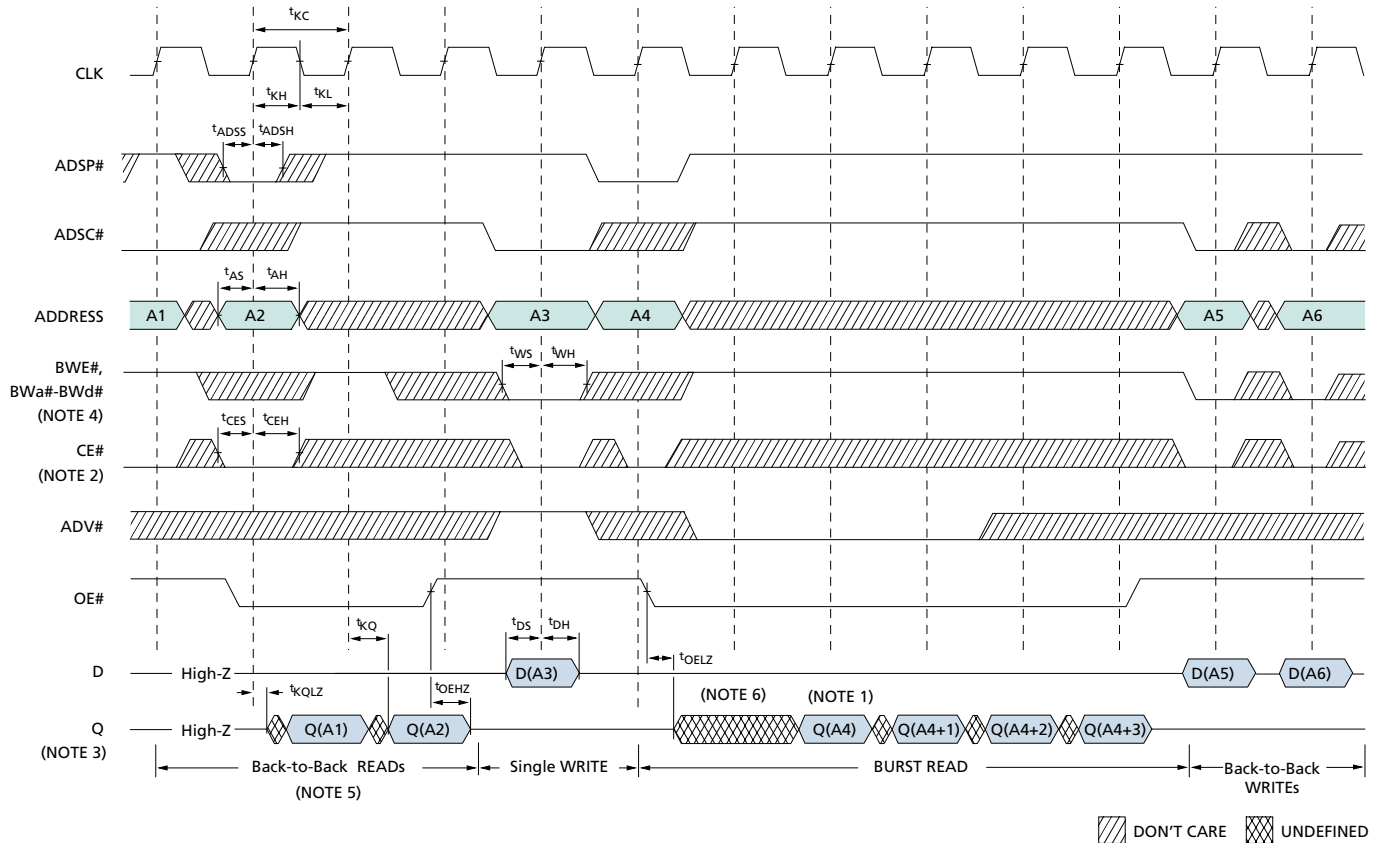 tKC
CLK
tKH
tKL
tADSS
tADSH
ADSP#
ADSC#
tAS
tAH
ADDRESS
A1
A2
A3
A4
A5
A6
BWE#,
BWa#-BWd#
(NOTE 4)
tWS
tWH
tCES
tCEH
CE#
(NOTE 2)
ADV#
OE#
tKQ
tDS
tDH
tOELZ
D
High-Z
D(A3)
D(A5)
D(A6)
tKQLZ
tOEHZ
(NOTE 6)
(NOTE 1)
Q
(NOTE 3)
High-Z
Q(A1)
Q(A2)
Q(A4)
Q(A4+1)
Q(A4+2)
Q(A4+3)
Back-to-Back READs
(NOTE 5)
Single WRITE
BURST READ
Back-to-Back
WRITEs
DON'T CARE
UNDEFINED